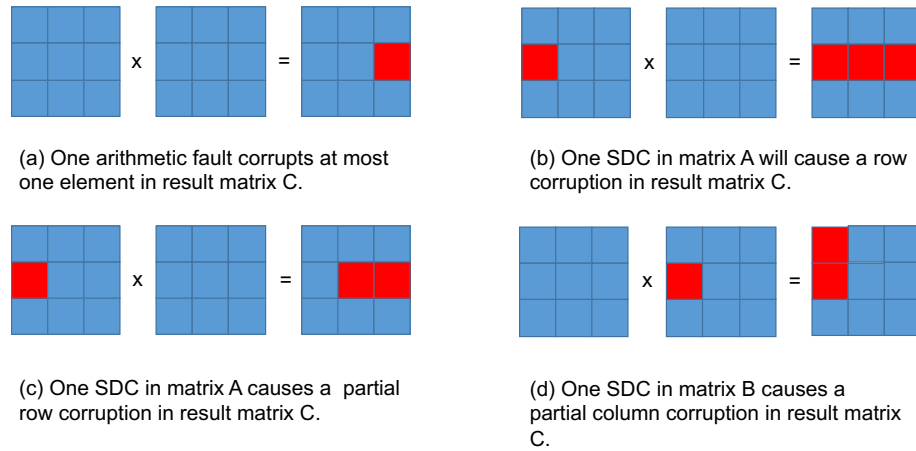 x =
x =
(a) One arithmetic fault corrupts at most
one element in result matrix C.
(b) One SDC in matrix A will cause a row
corruption in result matrix C.
x =
x =
(c) One SDC in matrix A causes a partial
row corruption in result matrix C.
(d) One SDC in matrix B causes a
partial column corruption in result matrix
C.